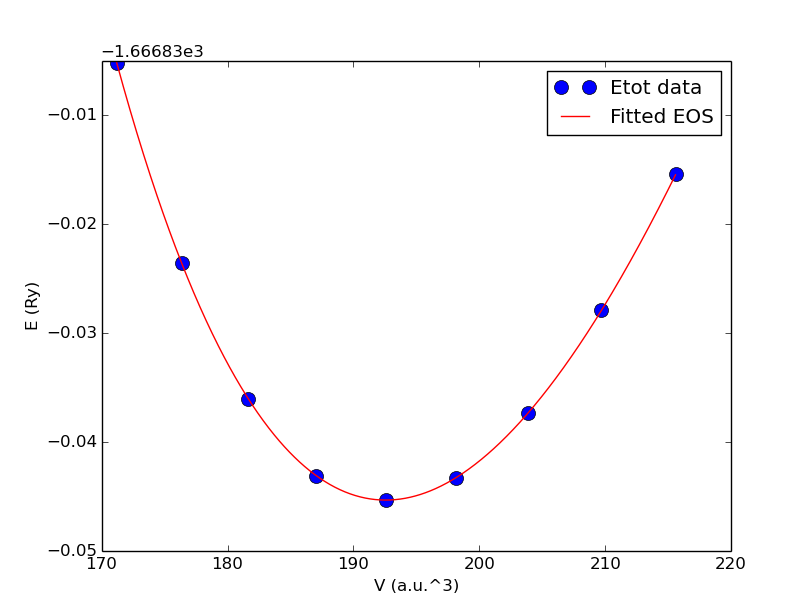 −1.66683e3
−0.01
−0.02
−0.03
−0.04
−0.05
E (Ry)
Etot data
Fitted EOS
170 180 190 200 210 220
V (a.u.^3)